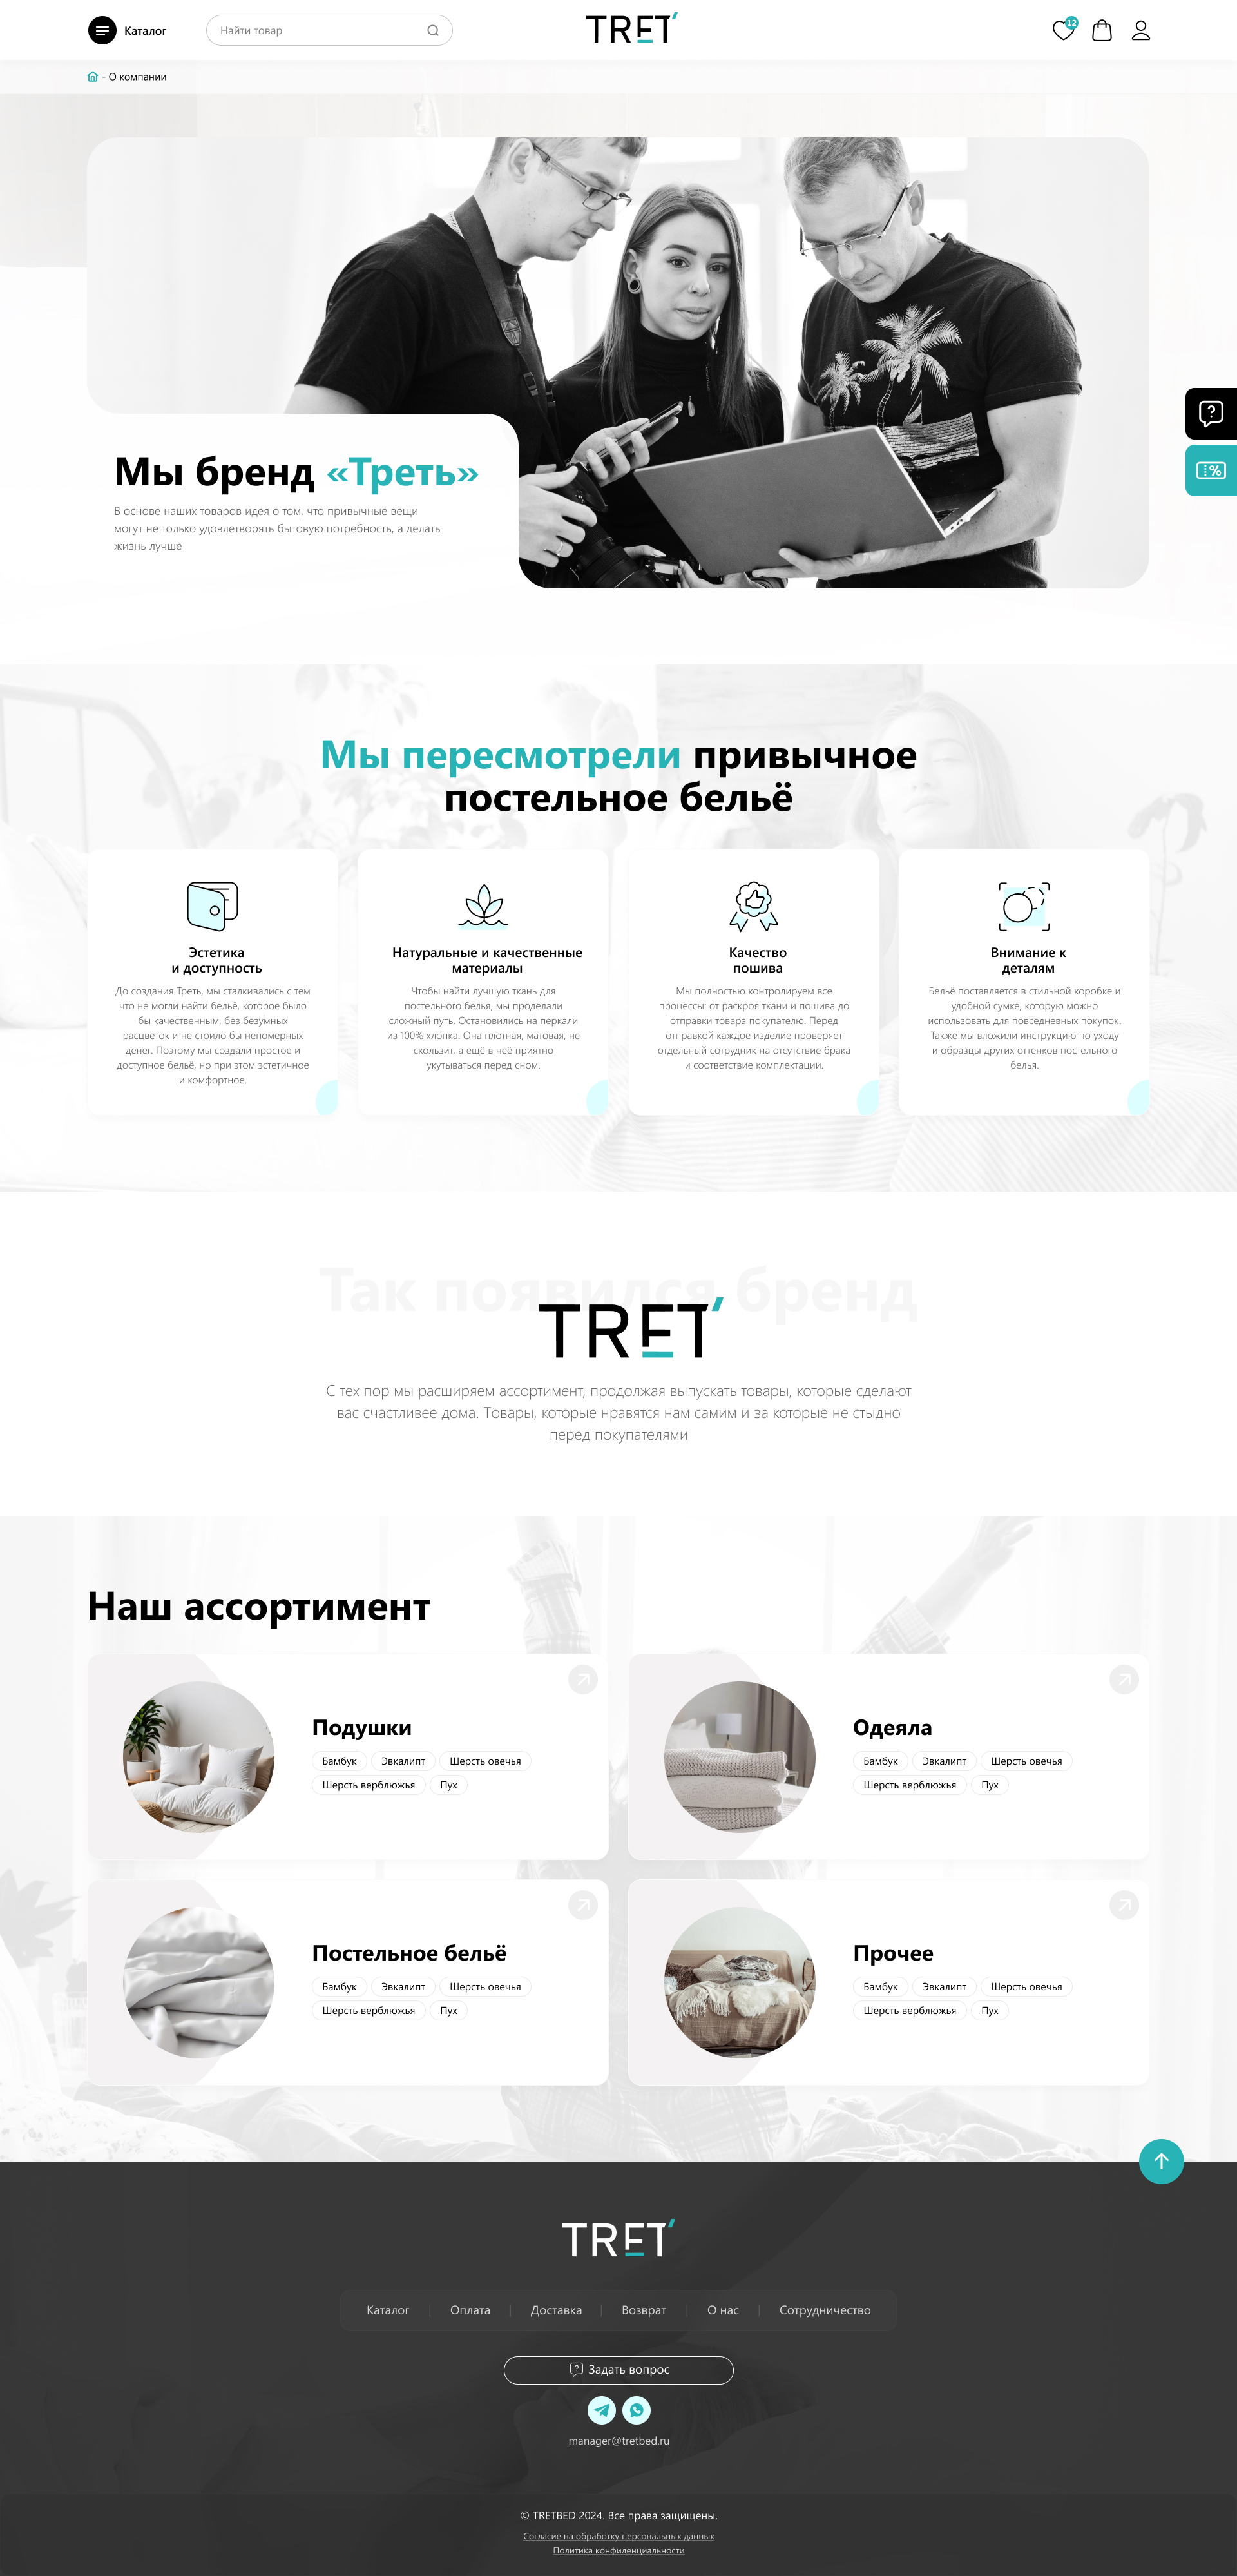 Каталог
Найти товар
TRET'
12
- О компании
Мы бренд «Треть»
В основе наших товаров идея о том, что привычные вещи
могут не только удовлетворять бытовую потребность, а делать
жизнь лучше
?
%
Мы пересмотрели привычное
постельное бельё
Эстетика
и доступность
До создания Треть, мы сталкивались с тем
что не могли найти бельё, которое было
бы качественным, без безумных
расцветок и не стоило бы непомерных
денег. Поэтому мы создали простое и
доступное бельё, но при этом эстетичное
и комфортное.
Натуральные и качественные
материалы
Чтобы найти лучшую ткань для
постельного белья, мы проделали
сложный путь. Остановились на перкали
из 100% хлопка. Она плотная, матовая, не
скользит, а ещё в неё приятно
укутываться перед сном.
Качество
пошива
Мы полностью контролируем все
процессы: от раскроя ткани и пошива до
отправки товара покупателю. Перед
отправкой каждое изделие проверяет
отдельный сотрудник на отсутствие брака
и соответствие комплектации.
Внимание к
деталям
Бельё поставляется в стильной коробке и
удобной сумке, которую можно
использовать для повседневных покупок.
Также мы вложили инструкцию по уходу
и образцы других оттенков постельного
белья.
Так появился бренд
TRET'
С тех пор мы расширяем ассортимент, продолжая выпускать товары, которые сделают
вас счастливее дома. Товары, которые нравятся нам самим и за которые не стыдно
перед покупателями
Наш ассортимент
Подушки
Бамбук Эвкалипт Шерсть овечья
Шерсть верблюжья Пух
Одеяла
Бамбук Эвкалипт Шерсть овечья
Шерсть верблюжья Пух
Постельное бельё
Бамбук Эвкалипт Шерсть овечья
Шерсть верблюжья Пух
Прочее
Бамбук Эвкалипт Шерсть овечья
Шерсть верблюжья Пух
TRET'
Каталог | Оплата | Доставка | Возврат | О нас | Сотрудничество
Задать вопрос
manager@tretbed.ru
© TRETBED 2024. Все права защищены.
Согласие на обработку персональных данных
Политика конфиденциальности